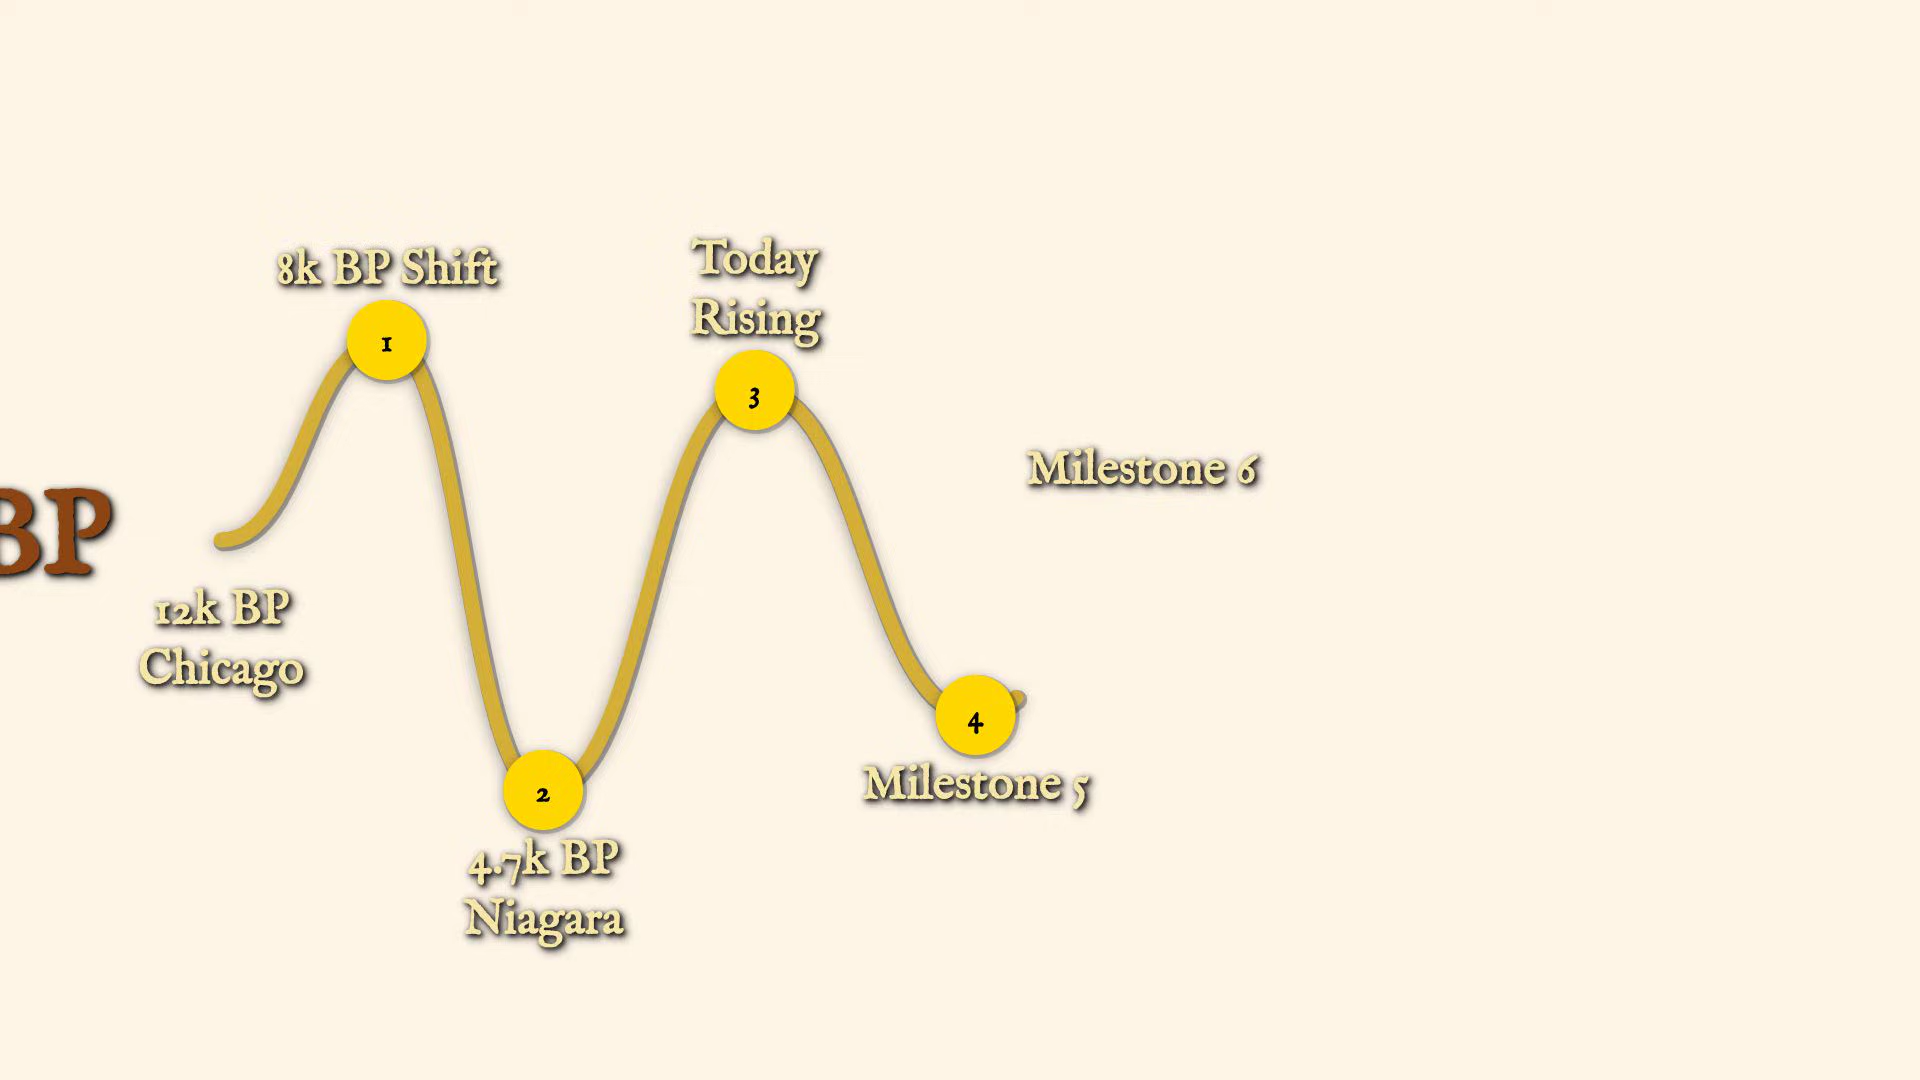 8k BP Shift
1
Today
Rising
3
Milestone 6
BP
12k BP
Chicago
4
Milestone 5
2
4.7k BP
Niagara